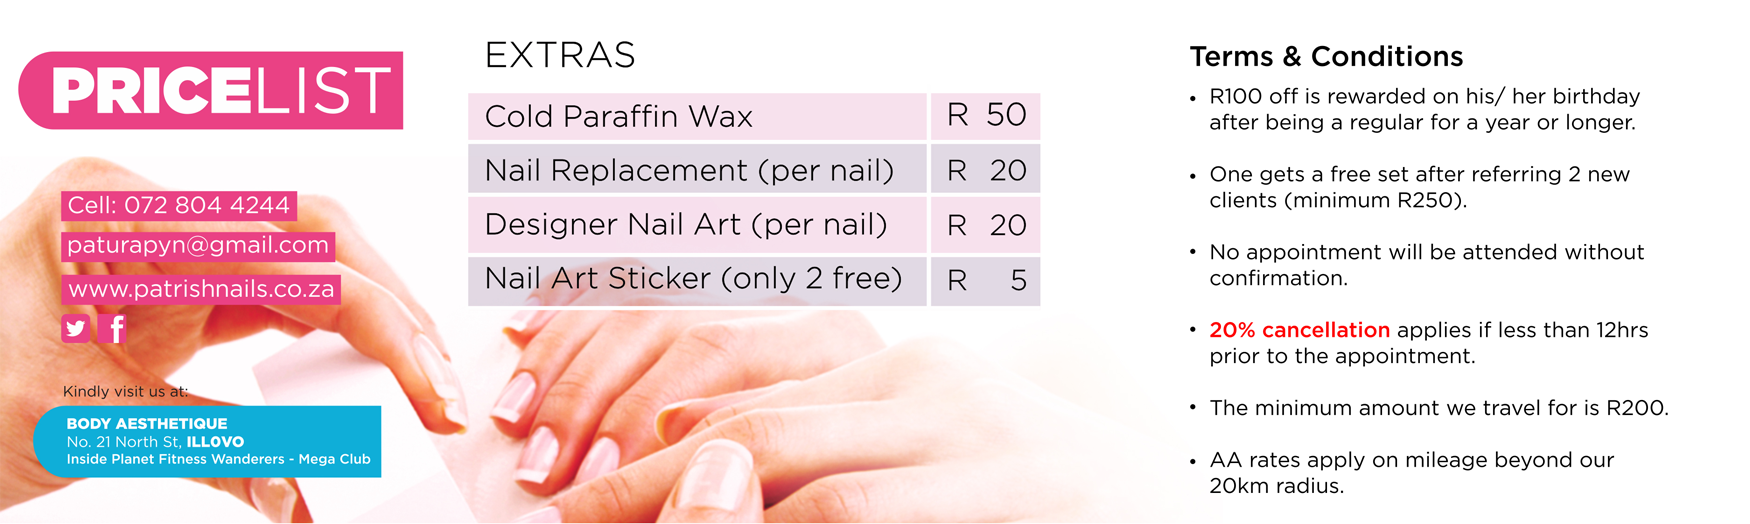 PRICELIST
Cell: 072 804 4244
paturapyn@gmail.com
www.patrishnails.co.za
Kindly visit us at:
BODY AESTHETIQUE
No. 21 North St, ILL0VO
Inside Planet Fitness Wanderers - Mega Club
EXTRAS
Cold Paraffin Wax R 50
Nail Replacement (per nail) R 20
Designer Nail Art (per nail) R 20
Nail Art Sticker (only 2 free) R 5
Terms & Conditions
• R100 off is rewarded on his/ her birthday
after being a regular for a year or longer.
• One gets a free set after referring 2 new
clients (minimum R250).
• No appointment will be attended without
confirmation.
• 20% cancellation applies if less than 12hrs
prior to the appointment.
• The minimum amount we travel for is R200.
• AA rates apply on mileage beyond our
20km radius.